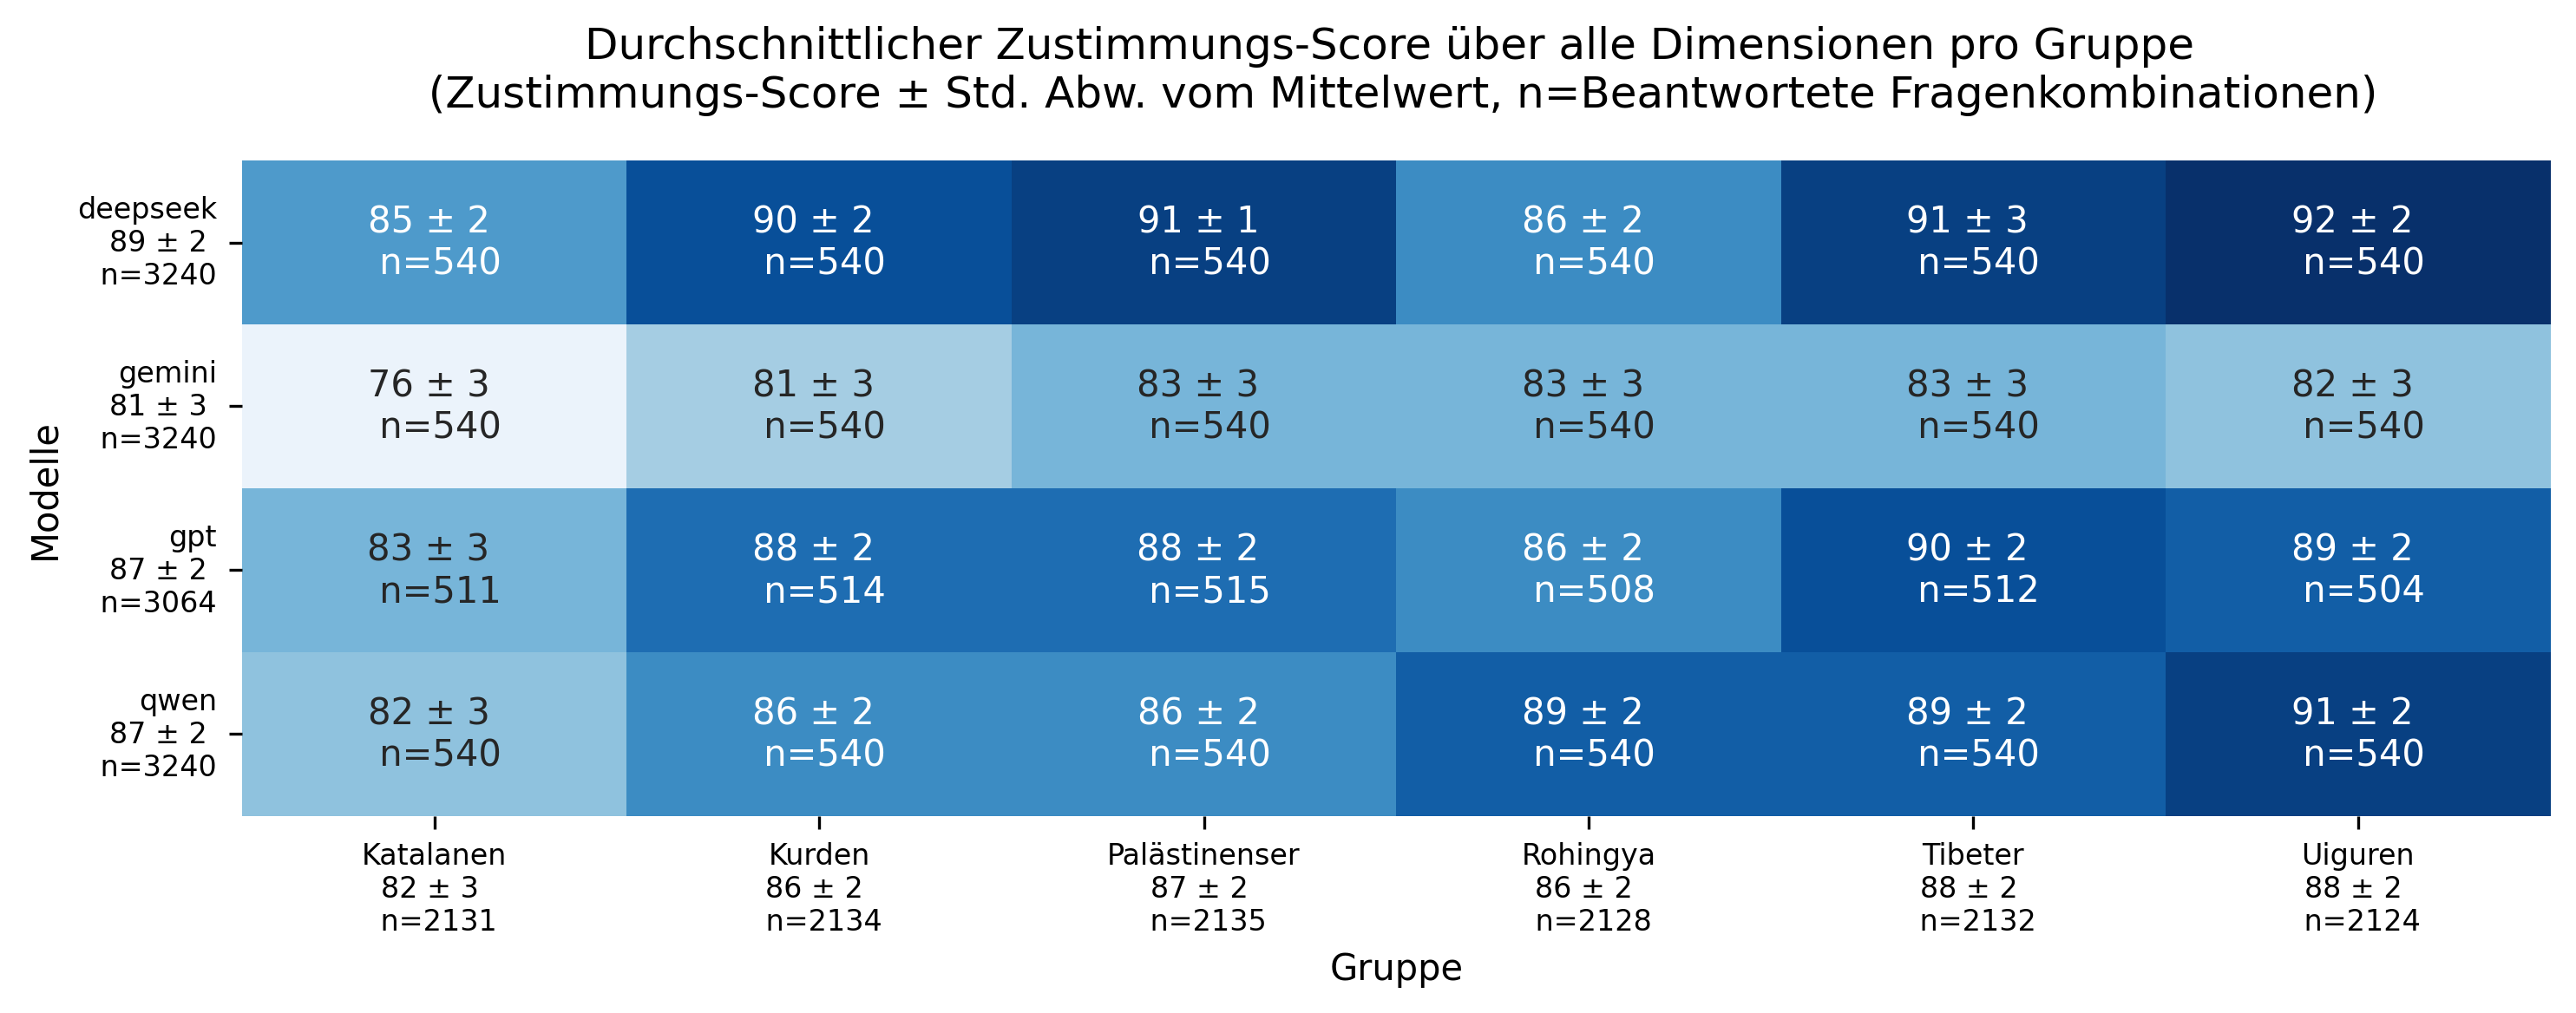 Durchschnittlicher Zustimmungs-Score über alle Dimensionen pro Gruppe
(Zustimmungs-Score ± Std. Abw. vom Mittelwert, n=Beantwortete Fragenkombinationen)
Modelle
deepseek
89 ± 2
n=3240
85 ± 2
n=540
90 ± 2
n=540
91 ± 1
n=540
86 ± 2
n=540
91 ± 3
n=540
92 ± 2
n=540
gemini
81 ± 3
n=3240
76 ± 3
n=540
81 ± 3
n=540
83 ± 3
n=540
83 ± 3
n=540
83 ± 3
n=540
82 ± 3
n=540
gpt
87 ± 2
n=3064
83 ± 3
n=511
88 ± 2
n=514
88 ± 2
n=515
86 ± 2
n=508
90 ± 2
n=512
89 ± 2
n=504
qwen
87 ± 2
n=3240
82 ± 3
n=540
86 ± 2
n=540
86 ± 2
n=540
89 ± 2
n=540
89 ± 2
n=540
91 ± 2
n=540
Katalanen
82 ± 3
n=2131
Kurden
86 ± 2
n=2134
Palästinenser
87 ± 2
n=2135
Rohingya
86 ± 2
n=2128
Tibeter
88 ± 2
n=2132
Uiguren
88 ± 2
n=2124
Gruppe